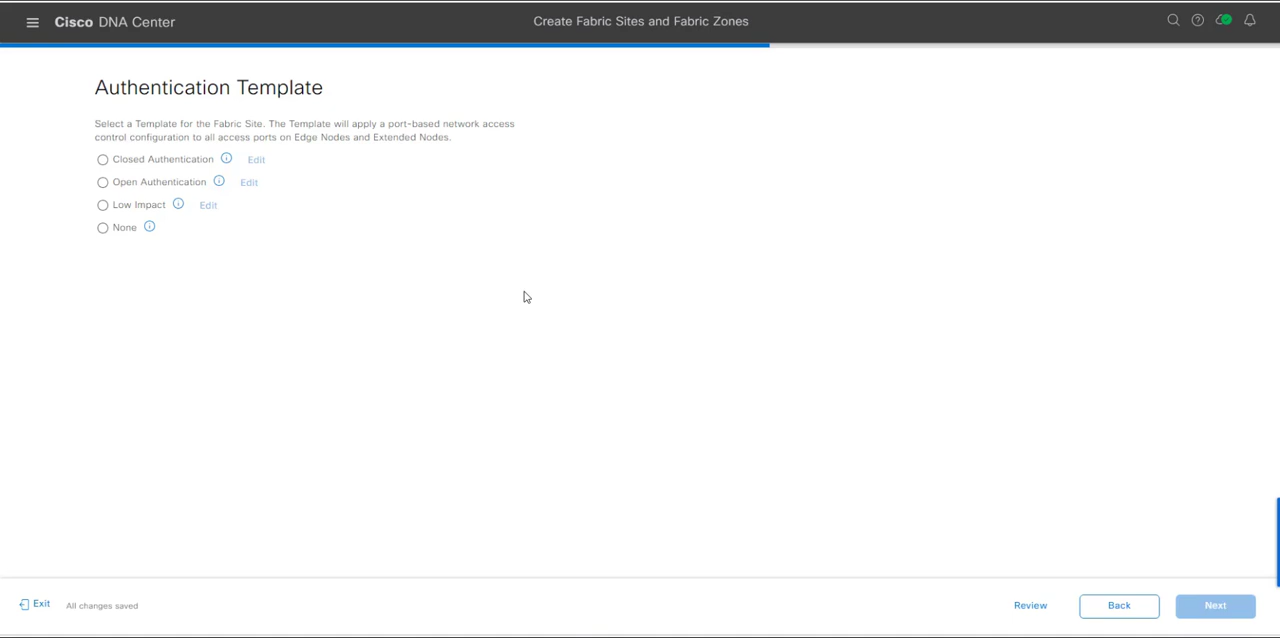 Cisco DNA Center
Create Fabric Sites and Fabric Zones
Authentication Template
Select a Template for the Fabric Site. The Template will apply a port-based network access
control configuration to all access ports on Edge Nodes and Extended Nodes.
Closed Authentication Edit
Open Authentication Edit
Low Impact Edit
None
Exit All changes saved Review Back Next